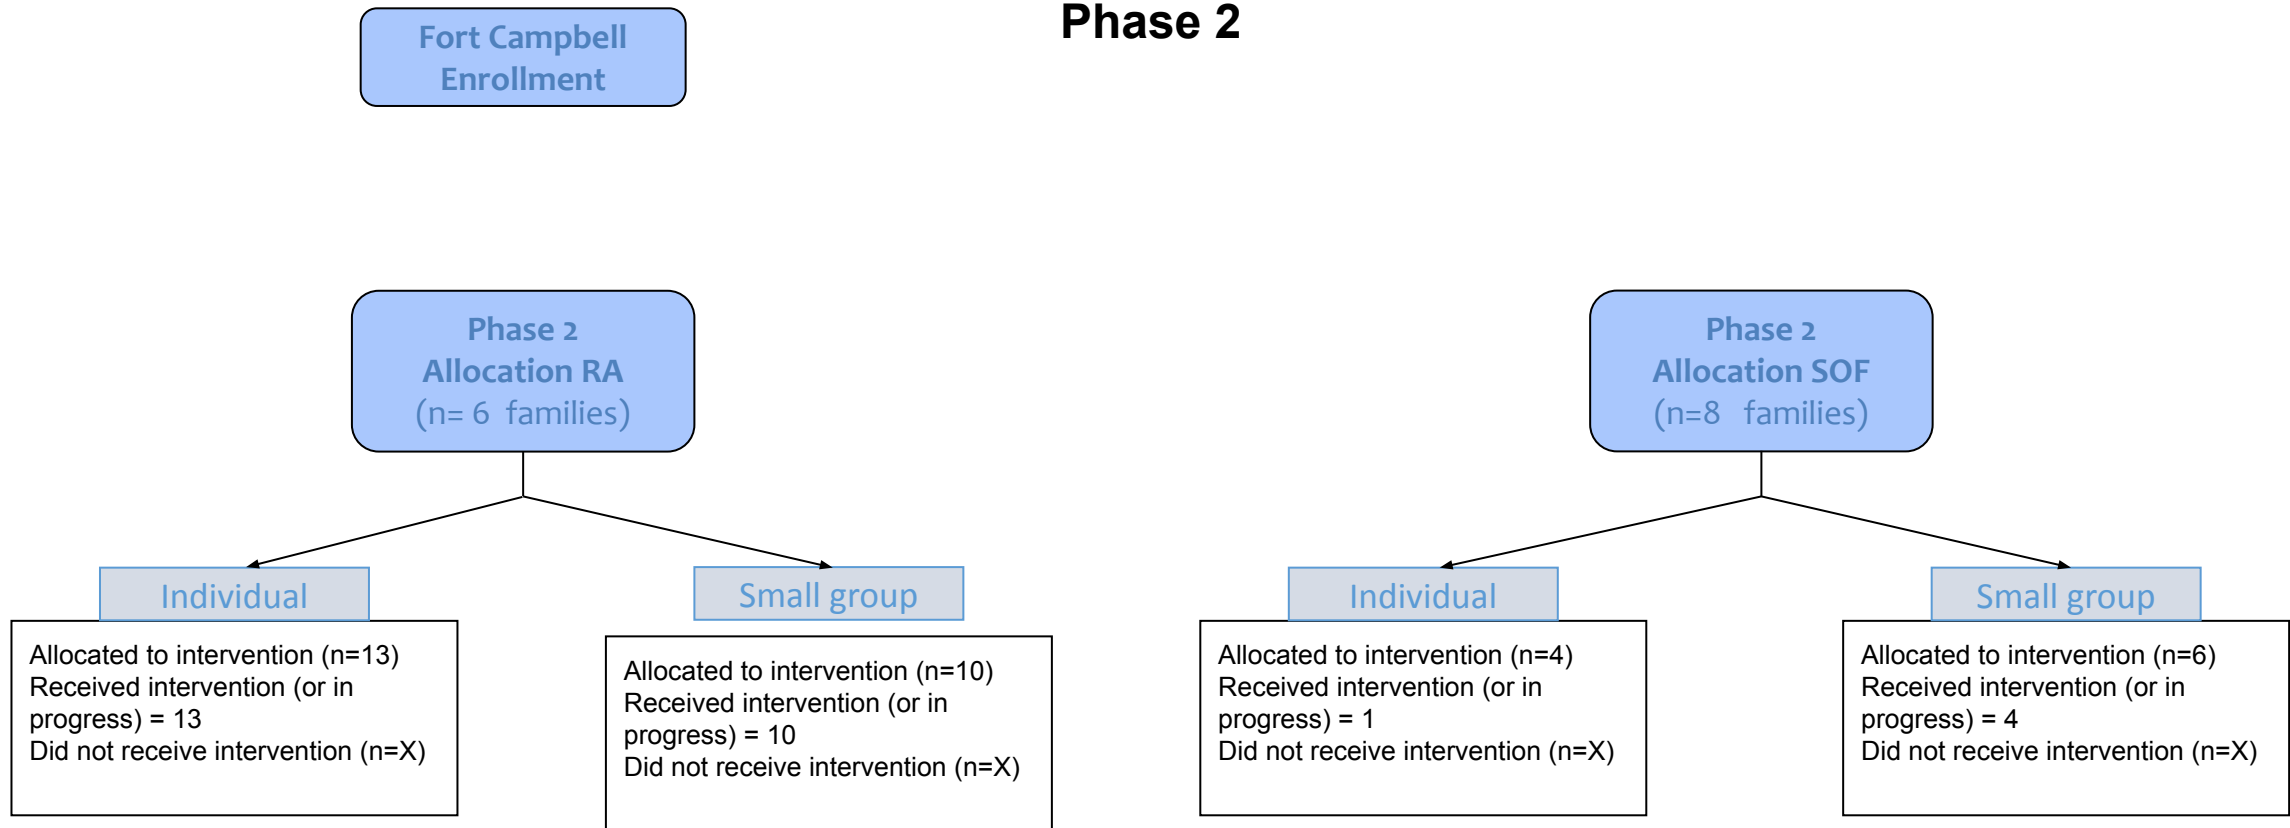 Phase 2
Fort Campbell
Enrollment
Phase 2
Allocation RA
(n= 6 families)
Phase 2
Allocation SOF
(n=8 families)
Individual
Allocated to intervention (n=13)
Received intervention (or in
progress) = 13
Did not receive intervention (n=X)
Small group
Allocated to intervention (n=10)
Received intervention (or in
progress) = 10
Did not receive intervention (n=X)
Individual
Allocated to intervention (n=4)
Received intervention (or in
progress) = 1
Did not receive intervention (n=X)
Small group
Allocated to intervention (n=6)
Received intervention (or in
progress) = 4
Did not receive intervention (n=X)